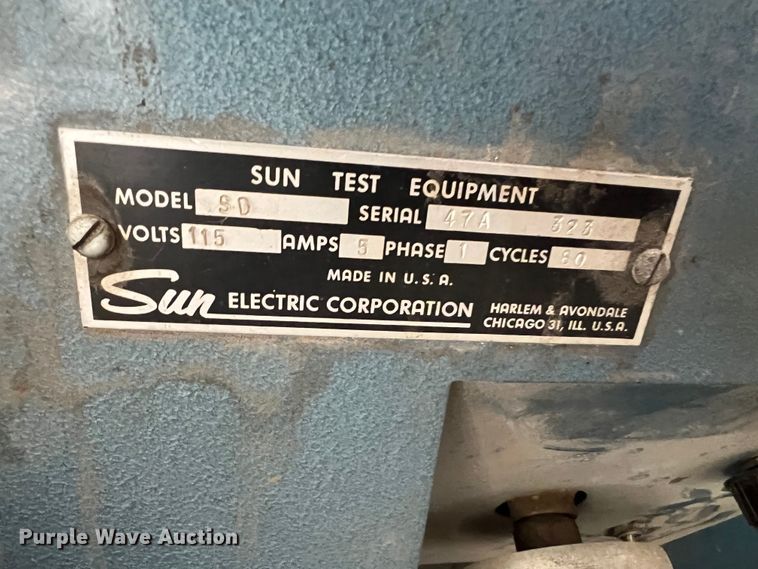 SUN TEST EQUIPMENT
MODEL SD SERIAL 47A 323
VOLTS 115 AMPS 5 PHASE 1 CYCLES 60
MADE IN U.S.A.
Sun ELECTRIC CORPORATION
HARLEM & AVONDALE
CHICAGO 31, ILL. U.S.A.
Purple Wave Auction